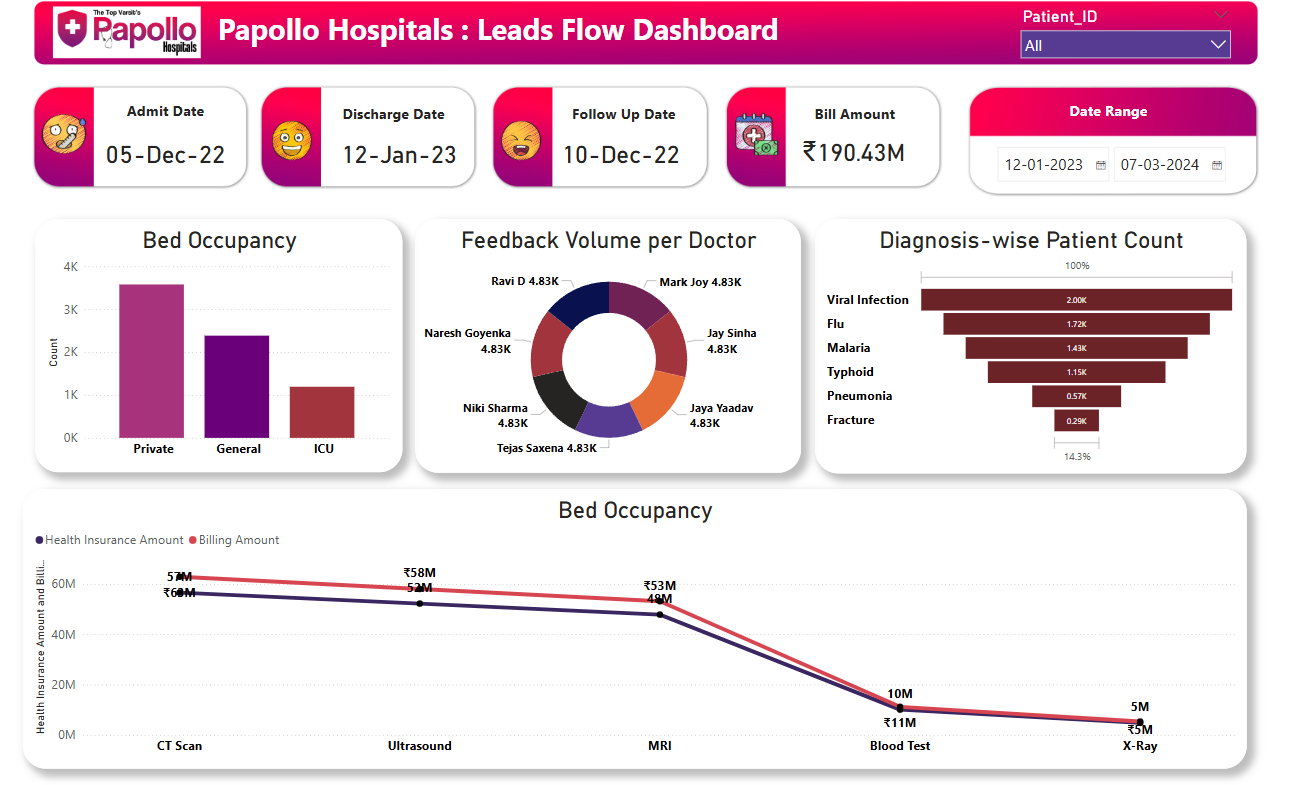 The Top Varsit's
Papollo
Hospitals
Papollo Hospitals : Leads Flow Dashboard
Patient_ID
All
Admit Date
05-Dec-22
Discharge Date
12-Jan-23
Follow Up Date
10-Dec-22
Bill Amount
₹190.43M
Date Range
12-01-2023
07-03-2024
Bed Occupancy
Count
4K
3K
2K
1K
0K
Private
General
ICU
Feedback Volume per Doctor
Ravi D 4.83K
Mark Joy 4.83K
Naresh Goyenka
4.83K
Jay Sinha
4.83K
Niki Sharma
4.83K
Jaya Yaadav
4.83K
Tejas Saxena 4.83K
Diagnosis-wise Patient Count
100%
Viral Infection 2.00K
Flu 1.72K
Malaria 1.43K
Typhoid 1.15K
Pneumonia 0.57K
Fracture 0.29K
14.3%
Bed Occupancy
Health Insurance Amount Billing Amount
Health Insurance Amount and Billi...
60M
40M
20M
0M
57M
₹63M
₹58M
52M
₹53M
48M
10M
₹11M
5M
₹5M
CT Scan
Ultrasound
MRI
Blood Test
X-Ray